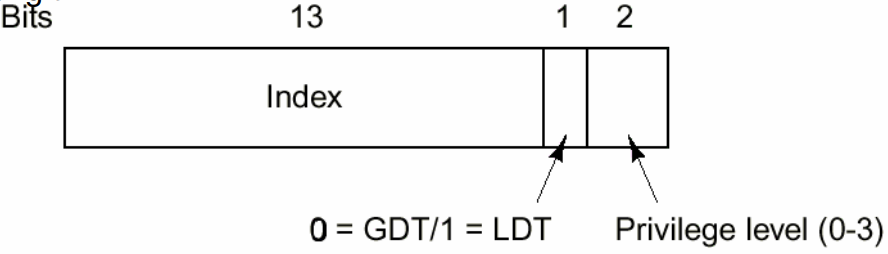 Bits 13 1 2
Index
0 = GDT/1 = LDT Privilege level (0-3)